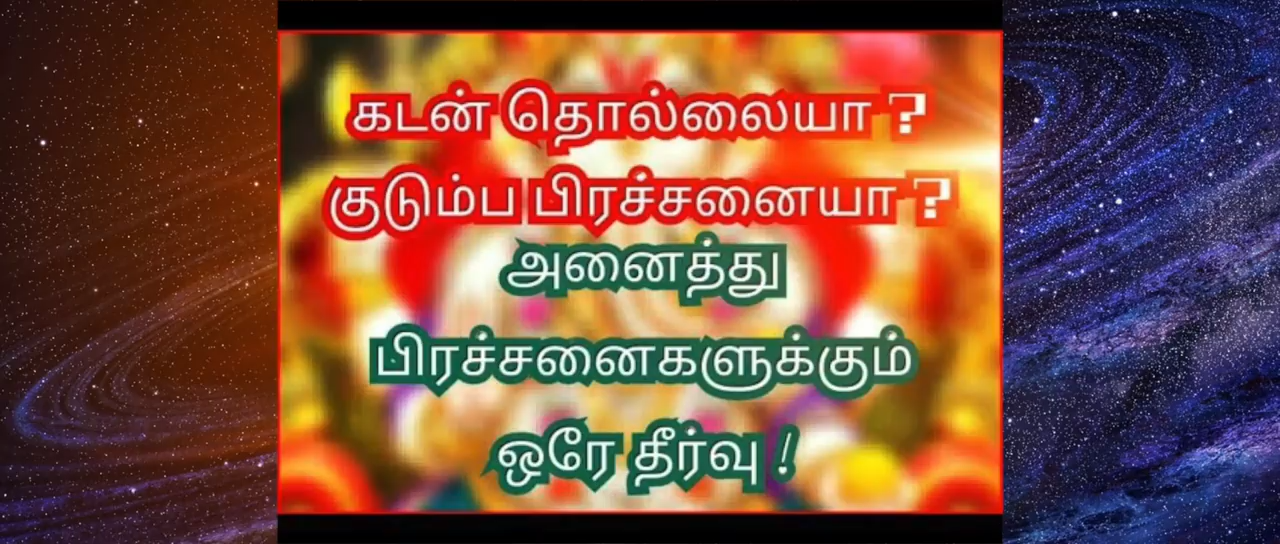 கடன் தொல்லையா ?
குடும்ப பிரச்சனையா ?
அனைத்து
பிரச்சனைகளுக்கும்
ஒரே தீர்வு !